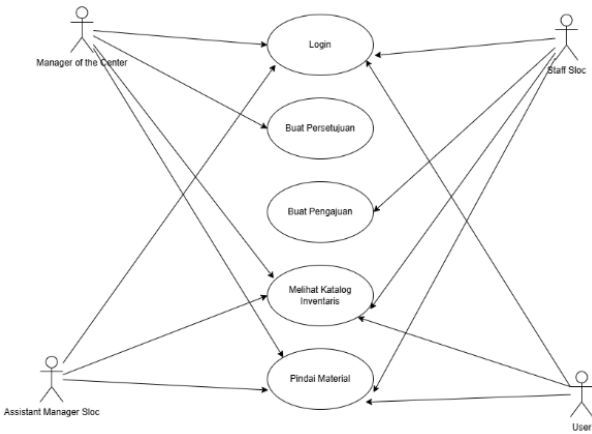 Login
Manager of the Center
Staff Sloc
Buat Persetujuan
Buat Pengajuan
Melihat Katalog
Inventaris
Pindai Material
Assistant Manager Sloc
User